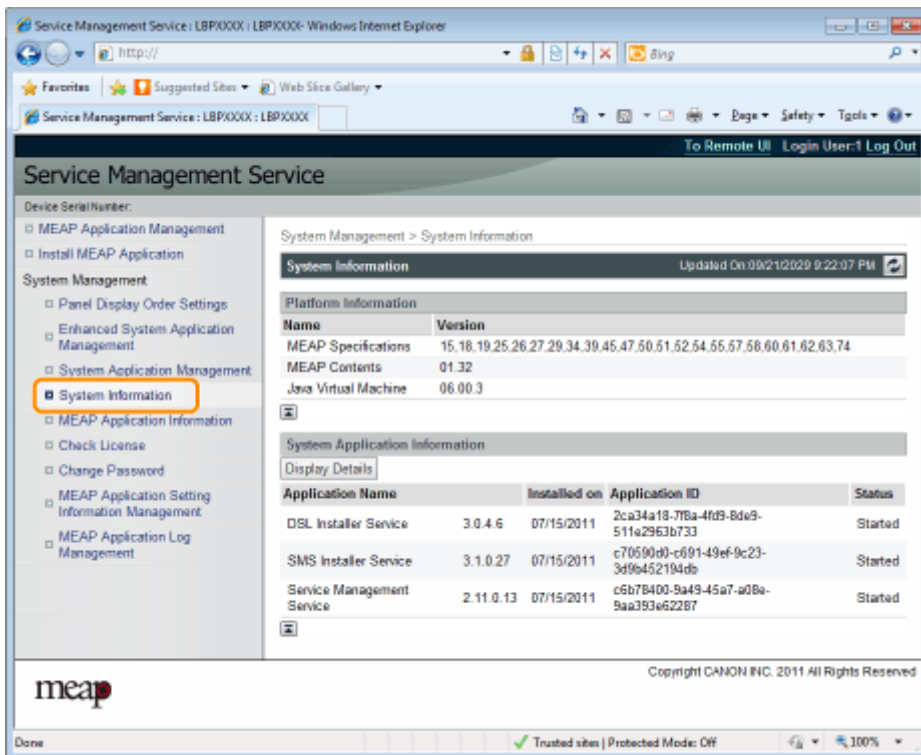 Service Management Service : LBPXXXX : LBPXXXX- Windows Internet Explorer
http://
Bing
Favorites Suggested Sites Web Slice Gallery
Service Management Service : LBPXXXX : LBPXXXX
Page Safety Tools
To Remote UI Login User:1 Log Out
Service Management Service
Device Serial Number:
MEAP Application Management
Install MEAP Application
System Management
Panel Display Order Settings
Enhanced System Application
Management
System Application Management
System Information
MEAP Application Information
Check License
Change Password
MEAP Application Setting
Information Management
MEAP Application Log
Management
System Management > System Information
System Information Updated On:09/21/2029 9:22:07 PM
Platform Information
Name Version
MEAP Specifications 15,18,19,25,26,27,29,34,39,45,47,50,51,52,54,55,57,58,60,61,62,63,74
MEAP Contents 01.32
Java Virtual Machine 06.00.3
System Application Information
Display Details
Application Name Installed on Application ID Status
DSL Installer Service 3.0.4.6 07/15/2011 2ca34a18-7f8a-4fd9-8de9-
511e2963b733 Started
SMS Installer Service 3.1.0.27 07/15/2011 c70590d0-c691-49ef-9c23-
3d9b452194db Started
Service Management
Service 2.11.0.13 07/15/2011 c6b78400-9a49-45a7-a08e-
9aa393e62287 Started
Copyright CANON INC. 2011 All Rights Reserved
meap
Done Trusted sites | Protected Mode: Off 100%